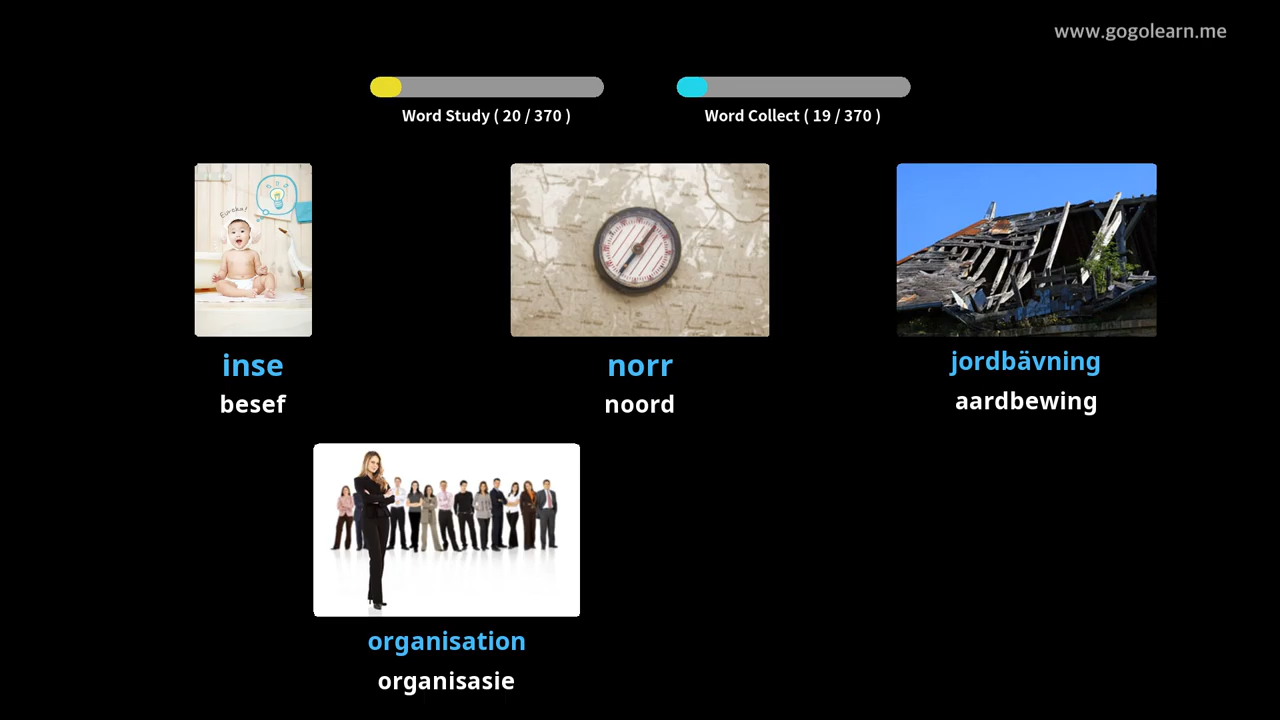 www.gogolearn.me
Word Study ( 20 / 370 )
Word Collect ( 19 / 370 )
Eureka!
inse
besef
norr
noord
jordbävning
aardbewing
organisation
organisasie